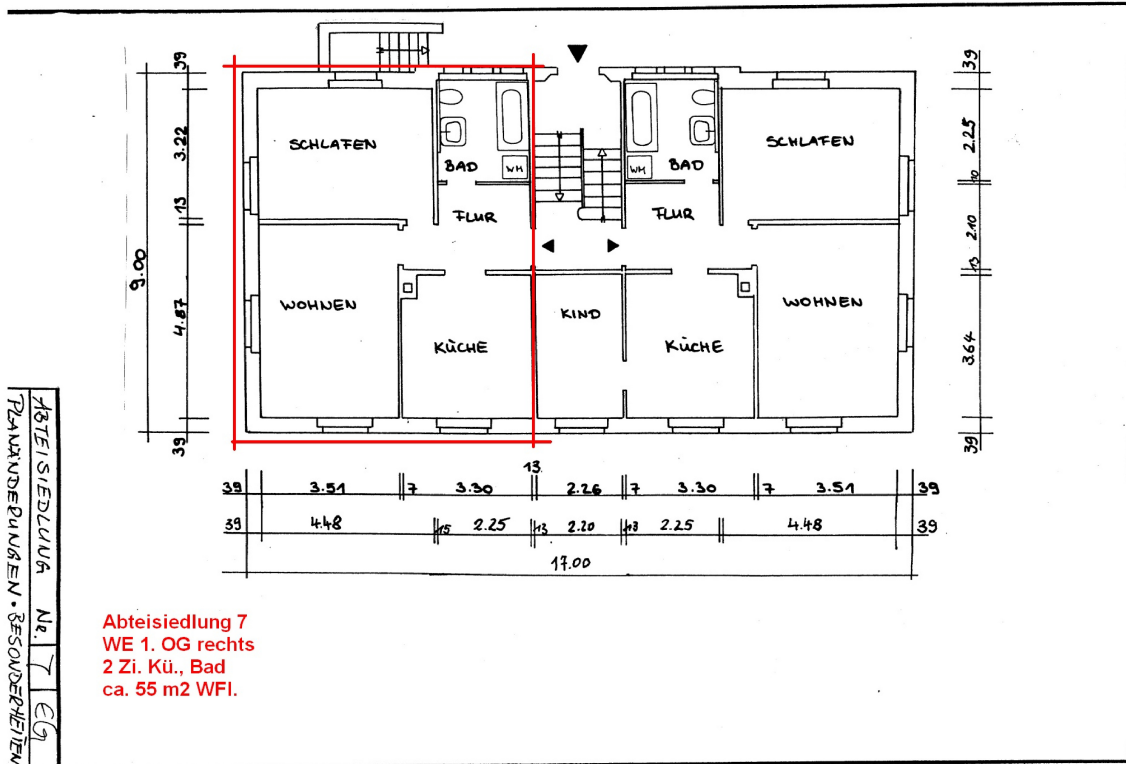 SCHLAFEN
BAD
WM
FLUR
WOHNEN
KÜCHE
KIND
WM
BAD
SCHLAFEN
FLUR
KÜCHE
WOHNEN
39
3.22
13
4.87
39
9.00
39
2.25
10
2.10
13
3.64
39
13
39 3.51 7 3.30 2.26 7 3.30 7 3.51 39
39 4.48 15 2.25 13 2.20 13 2.25 4.48 39
17.00
ABTEISIEDLUNG Nr. 7 EG
PLANÄNDERUNGEN • BESONDERHEITEN
Abteisiedlung 7
WE 1. OG rechts
2 Zi. Kü., Bad
ca. 55 m2 WFl.